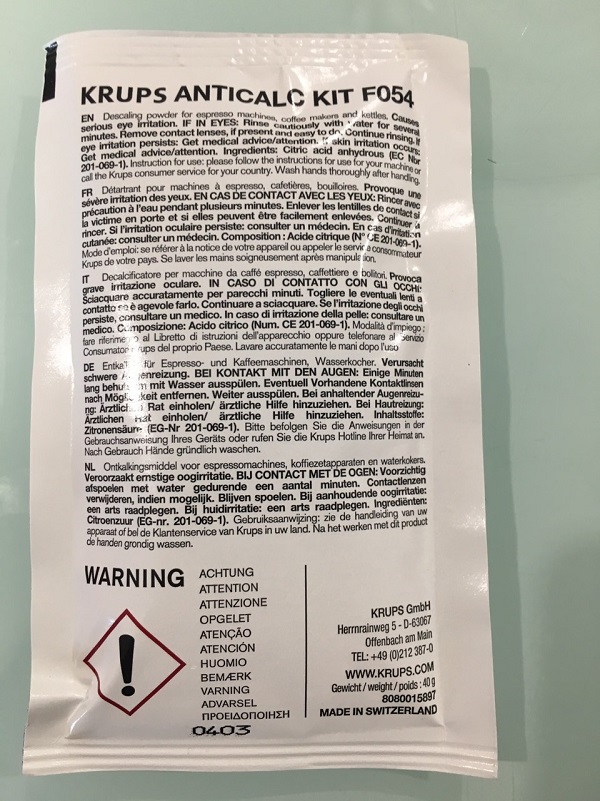 KRUPS ANTICALC KIT F054
EN Descaling powder for espresso machines, coffee makers and kettles. Causes
serious eye irritation. IF IN EYES: Rinse cautiously with water for several
minutes. Remove contact lenses, if present and easy to do. Continue rinsing. If
eye irritation persists: Get medical advice/attention. If skin irritation occurs:
Get medical advice/attention. Ingredients: Citric acid anhydrous (EC Nbr
201-069-1). Instruction for use: please follow the instructions for use for your machine or
call the Krups consumer service for your country. Wash hands thoroughly after handling.
FR Détartrant pour machines à espresso, cafetières, bouilloires. Provoque une
sévère irritation des yeux. EN CAS DE CONTACT AVEC LES YEUX: Rincer avec
précaution à l'eau pendant plusieurs minutes. Enlever les lentilles de contact si
la victime en porte et si elles peuvent être facilement enlevées. Continuer à
rincer. Si l'irritation oculaire persiste: consulter un médecin. En cas d'irritation
cutanée: consulter un médecin. Composition : Acide citrique (N° CE 201-069-1).
Mode d'emploi: se référer à la notice de votre appareil ou appeler le service consommateur
Krups de votre pays. Se laver les mains soigneusement après manipulation.
IT Decalcificatore per macchine da caffé espresso, caffettiere e bollitori. Provoca
grave irritazione oculare. IN CASO DI CONTATTO CON GLI OCCHI:
Sciacquare accuratamente per parecchi minuti. Togliere le eventuali lenti a
contatto se è agevole farlo. Continuare a sciacquare. Se l'irritazione degli occhi
persiste, consultare un medico. In caso di irritazione della pelle: consultare un
medico. Composizione: Acido citrico (Num. CE 201-069-1). Modalità d'impiego:
fare riferimento al Libretto di istruzioni dell'apparecchio oppure telefonare al Servizio
Consumatori Krups del proprio Paese. Lavare accuratamente le mani dopo l'uso
DE Entkalker für Espresso- und Kaffeemaschinen, Wasserkocher. Verursacht
schwere Augenreizung. BEI KONTAKT MIT DEN AUGEN: Einige Minuten
lang behutsam mit Wasser ausspülen. Eventuell Vorhandene Kontaktlinsen
nach Möglichkeit entfernen. Weiter ausspülen. Bei anhaltender Augenreizu-
ng: Ärztlichen Rat einholen/ ärztliche Hilfe hinzuziehen. Bei Hautreizung:
Ärztlichen Rat einholen/ ärztliche Hilfe hinzuziehen. Inhaltsstoffe:
Zitronensäure (EG-Nr 201-069-1). Bitte befolgen Sie die Anweisungen in der
Gebrauchsanweisung Ihres Geräts oder rufen Sie die Krups Hotline Ihrer Heimat an.
Nach Gebrauch Hände gründlich waschen.
NL Ontkalkingsmiddel voor espressomachines, koffiezetapparaten en waterkokers.
Veroorzaakt ernstige oogirritatie. BIJ CONTACT MET DE OGEN: Voorzichtig
afspoelen met water gedurende een aantal minuten. Contactlenzen
verwijderen, indien mogelijk. Blijven spoelen. Bij aanhoudende oogirritatie:
een arts raadplegen. Bij huidirritatie: een arts raadplegen. Ingrediënten:
Citroenzuur (EG-nr. 201-069-1). Gebruiksaanwijzing: zie de handleiding van uw
apparaat of bel de Klantenservice van Krups in uw land. Na het werken met dit product
de handen grondig wassen.
WARNING
ACHTUNG
ATTENTION
ATTENZIONE
OPGELET
ATENÇÃO
ATENCIÓN
HUOMIO
BEMÆRK
VARNING
ADVARSEL
ΠΡΟΕΙΔΟΠΟΙΗΣΗ
0403
KRUPS GmbH
Herrnrainweg 5 - D-63067
Offenbach am Main
TEL: +49 (0)212 387-0
WWW.KRUPS.COM
Gewicht / weight / poids : 40 g
8080015897
MADE IN SWITZERLAND